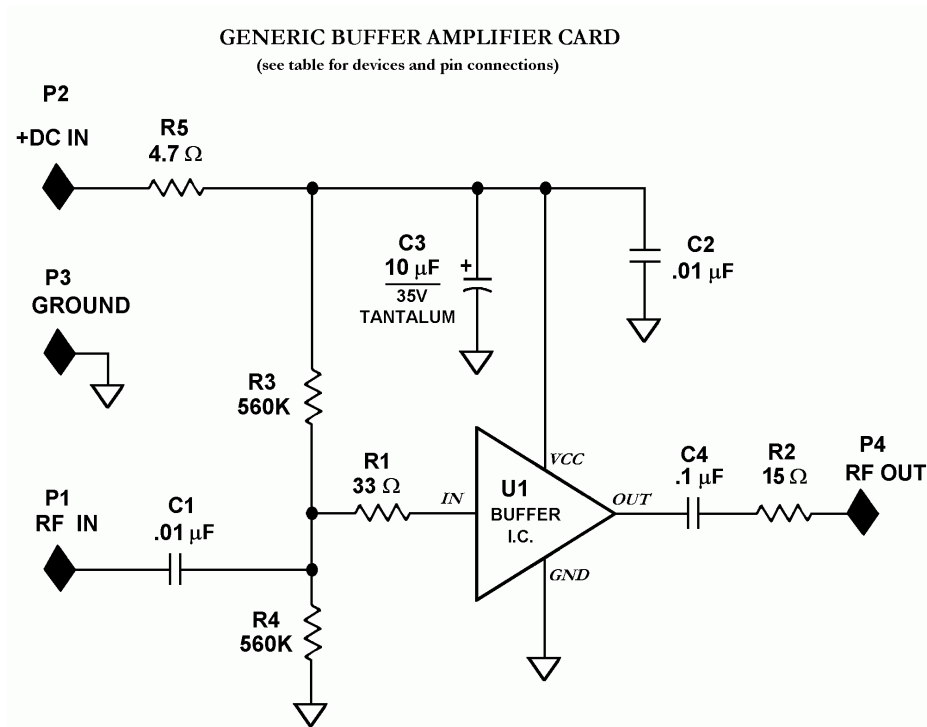 GENERIC BUFFER AMPLIFIER CARD
(see table for devices and pin connections)
P2
+DC IN
R5
4.7 Ω
C3
10 µF
35V
TANTALUM
+
C2
.01 µF
P3
GROUND
R3
560K
R1
33 Ω
IN
U1
BUFFER
I.C.
VCC
OUT
GND
C4
.1 µF
R2
15 Ω
P4
RF OUT
P1
RF IN
C1
.01 µF
R4
560K